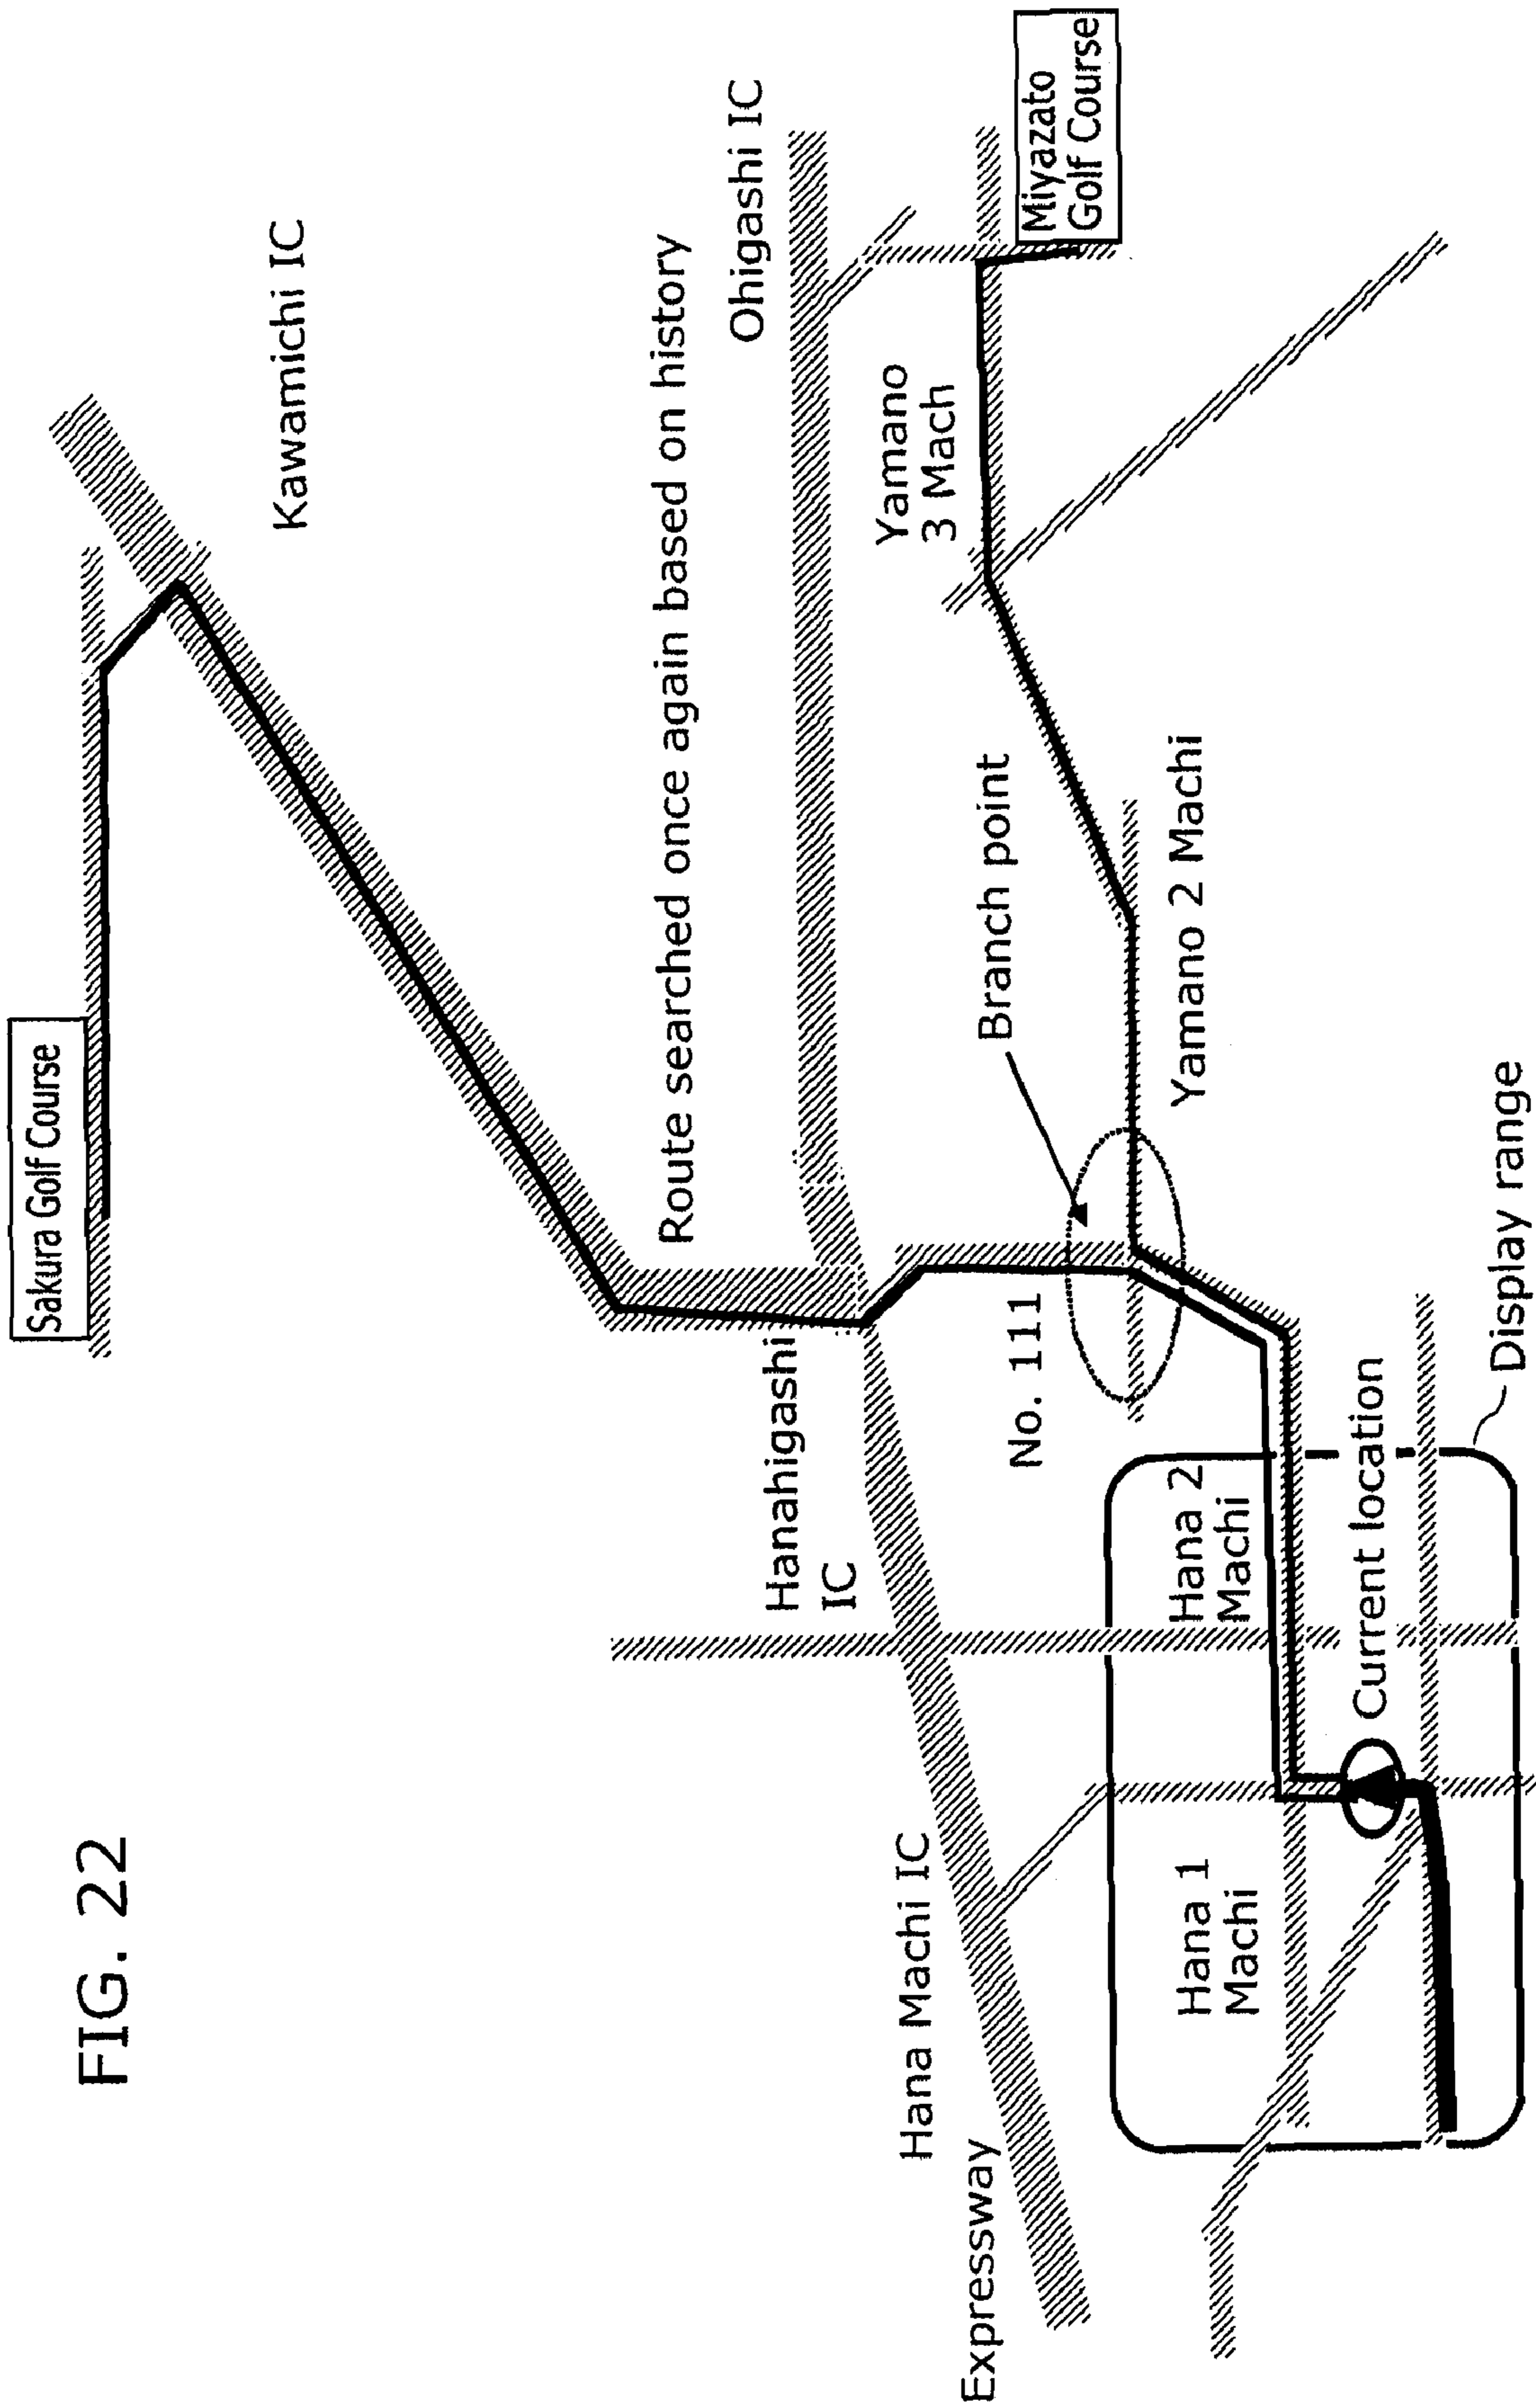 FIG. 22
Sakura Golf Course
Kawamichi IC
Route searched once again based on history
Ohigashi IC
Hanahigashi
IC
Yamano
3 Mach
Miyazato
Golf Course
Hana Machi IC
Expressway
No. 111
Branch point
Yamano 2 Machi
Hana 1
Machi
Hana 2
Machi
Current location
Display range